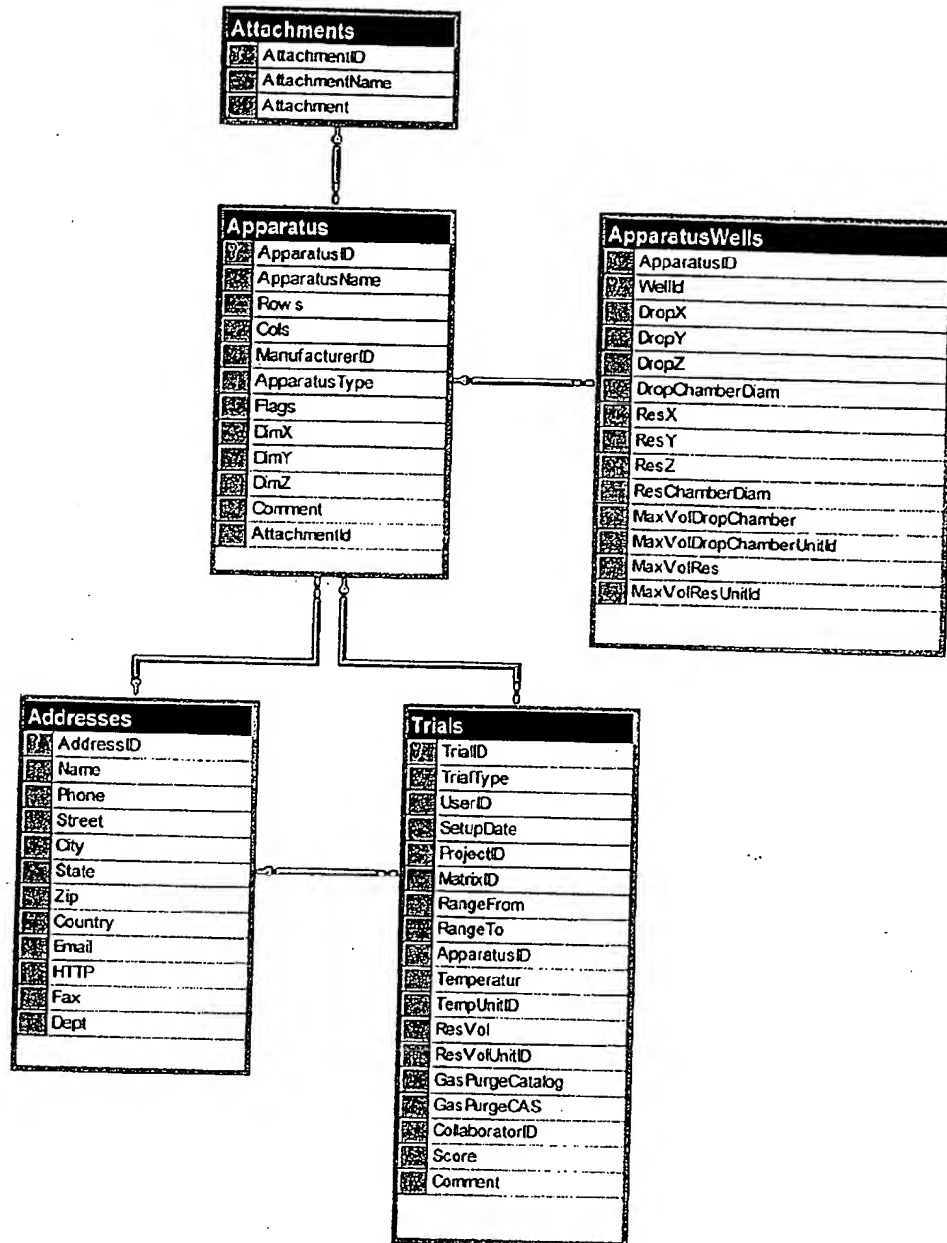 Attachments
AttachmentID
AttachmentName
Attachment
Apparatus
ApparatusID
ApparatusName
Rows
Cols
ManufacturerID
ApparatusType
Flags
DimX
DimY
DimZ
Comment
AttachmentId
ApparatusWells
ApparatusID
WellId
DropX
DropY
DropZ
DropChamberDiam
ResX
ResY
ResZ
ResChamberDiam
MaxVolDropChamber
MaxVolDropChamberUnitId
MaxVolRes
MaxVolResUnitId
Addresses
AddressID
Name
Phone
Street
City
State
Zip
Country
Email
HTTP
Fax
Dept
Trials
TrialID
TrialType
UserID
SetupDate
ProjectID
MatrixID
RangeFrom
RangeTo
ApparatusID
Temperatur
TempUnitID
ResVol
ResVolUnitID
GasPurgeCatalog
GasPurgeCAS
CollaboratorID
Score
Comment